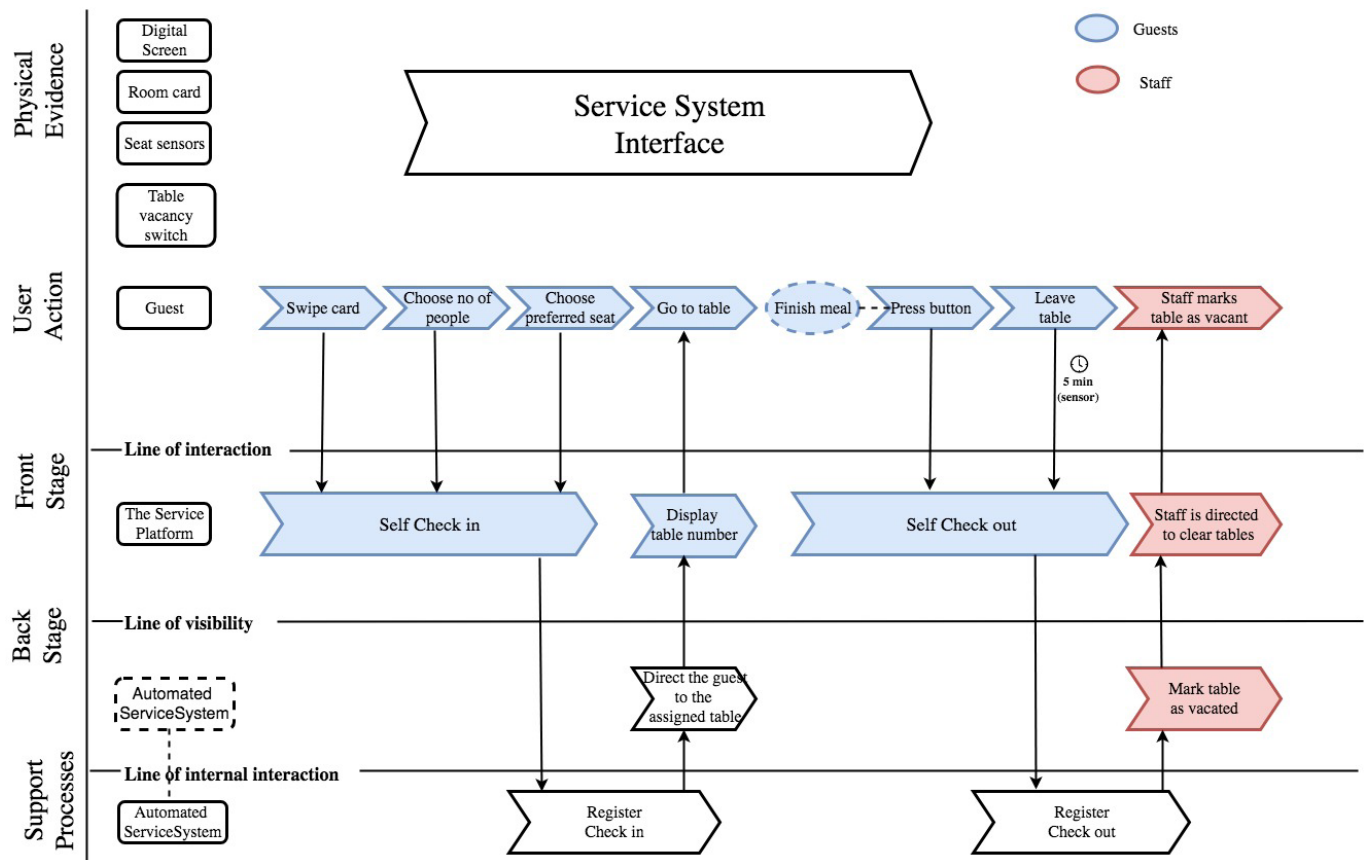 Physical
Evidence
Digital
Screen
Room card
Seat sensors
Table
vacancy
switch
Service System
Interface
Guests
Staff
User
Action
Guest
Swipe card
Choose no of
people
Choose
preferred seat
Go to table
Finish meal
Press button
Leave
table
Staff marks
table as vacant
5 min
(sensor)
Line of interaction
Front
Stage
The Service
Platform
Self Check in
Display
table number
Self Check out
Staff is directed
to clear tables
Line of visibility
Back
Stage
Automated
ServiceSystem
Direct the guest
to the
assigned table
Mark table
as vacated
Line of internal interaction
Support
Processes
Automated
ServiceSystem
Register
Check in
Register
Check out